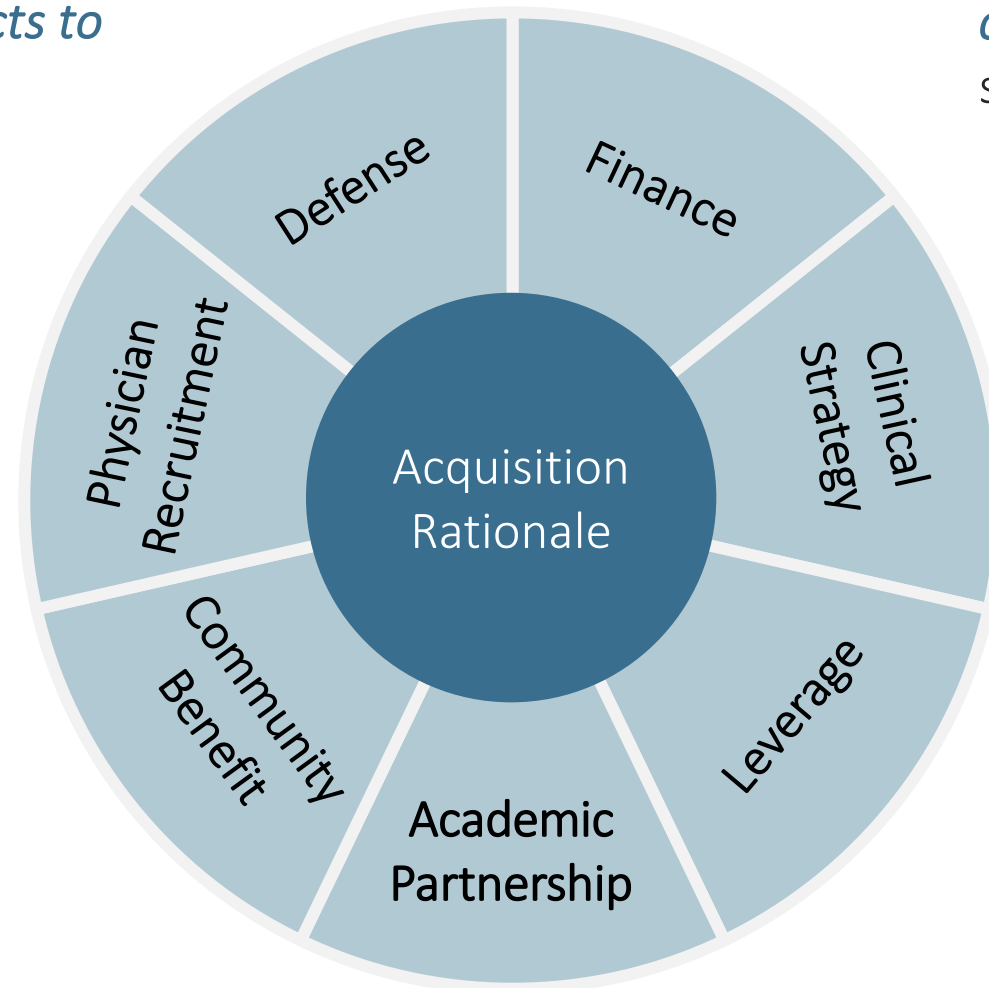 cts to
Defense
Finance
Physician
Recruitment
Clinical
Strategy
Acquisition
Rationale
Community
Benefit
Leverage
Academic
Partnership